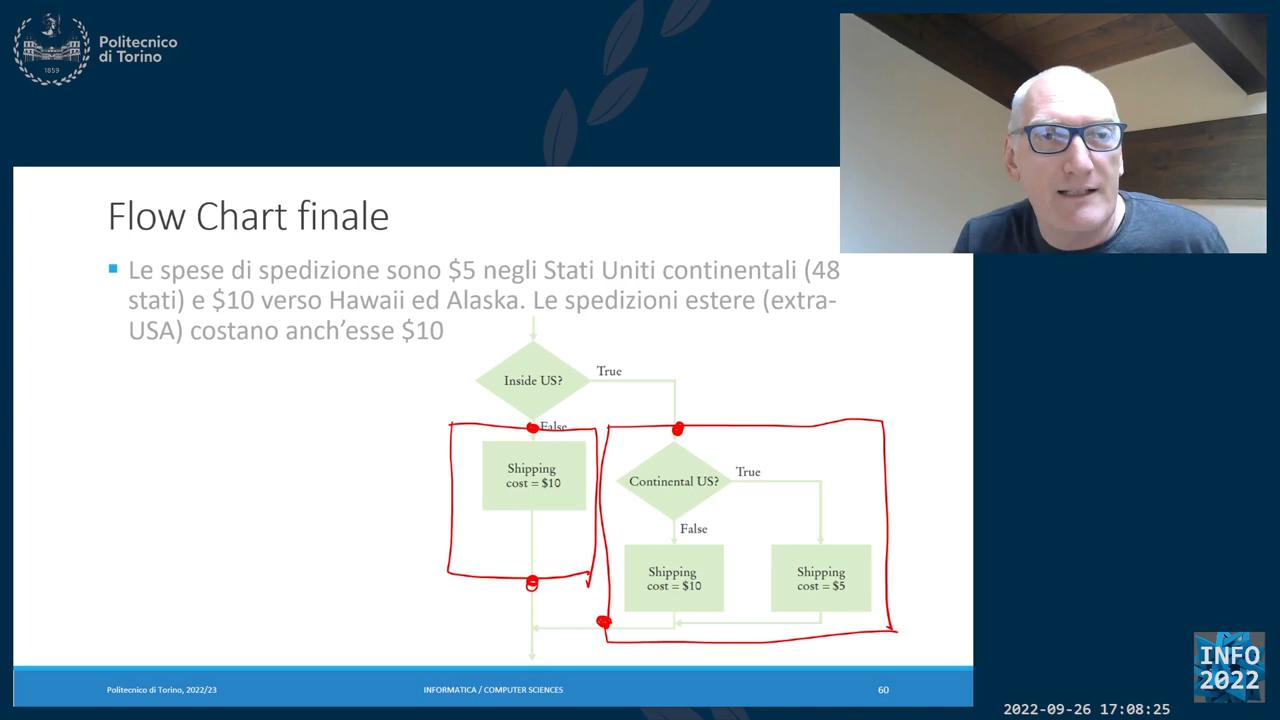 Politecnico
di Torino
1859
Flow Chart finale
Le spese di spedizione sono $5 negli Stati Uniti continentali (48
stati) e $10 verso Hawaii ed Alaska. Le spedizioni estere (extra-
USA) costano anch'esse $10
Inside US?
True
False
Shipping
cost = $10
Continental US?
True
False
Shipping
cost = $10
Shipping
cost = $5
Politecnico di Torino, 2022/23
INFORMATICA / COMPUTER SCIENCES
60
INFO
2022
2022-09-26 17:08:25